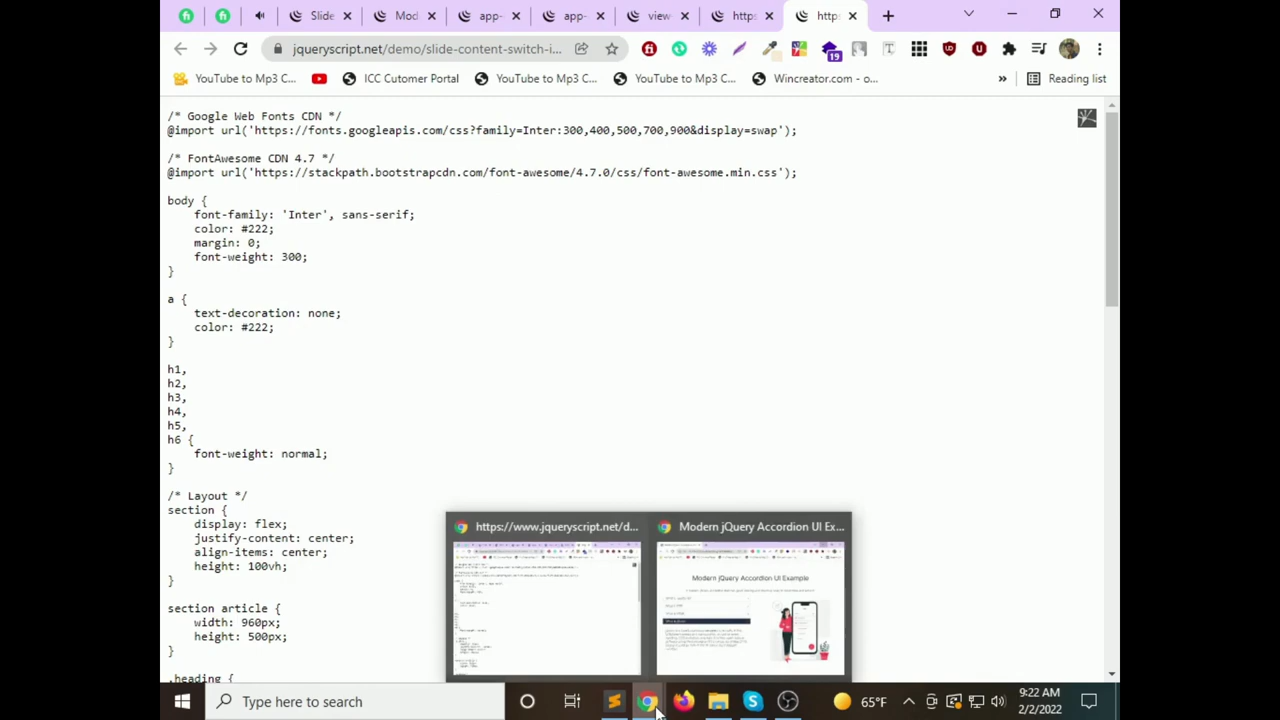 Slide
Mod
app-
app-
view
https
https
jqueryscript.net/demo/slide-content-switch-i...
19
YouTube to Mp3 C...
ICC Cutomer Portal
YouTube to Mp3 C...
YouTube to Mp3 C...
Wincreator.com - o...
»
Reading list
/* Google Web Fonts CDN */
@import url('https://fonts.googleapis.com/css?family=Inter:300,400,500,700,900&display=swap');
/* FontAwesome CDN 4.7 */
@import url('https://stackpath.bootstrapcdn.com/font-awesome/4.7.0/css/font-awesome.min.css');
body {
font-family: 'Inter', sans-serif;
color: #222;
margin: 0;
font-weight: 300;
}
a {
text-decoration: none;
color: #222;
}
h1,
h2,
h3,
h4,
h5,
h6 {
font-weight: normal;
}
/* Layout */
section {
display: flex;
justify-content: center;
align-items: center;
height: 100vh;
}
section article {
width: 960px;
height: 500px;
}
.heading {
https://www.jqueryscript.net/d...
Modern jQuery Accordion UI Ex...
Modern jQuery Accordion UI Example
Type here to search
65°F
9:22 AM
2/2/2022